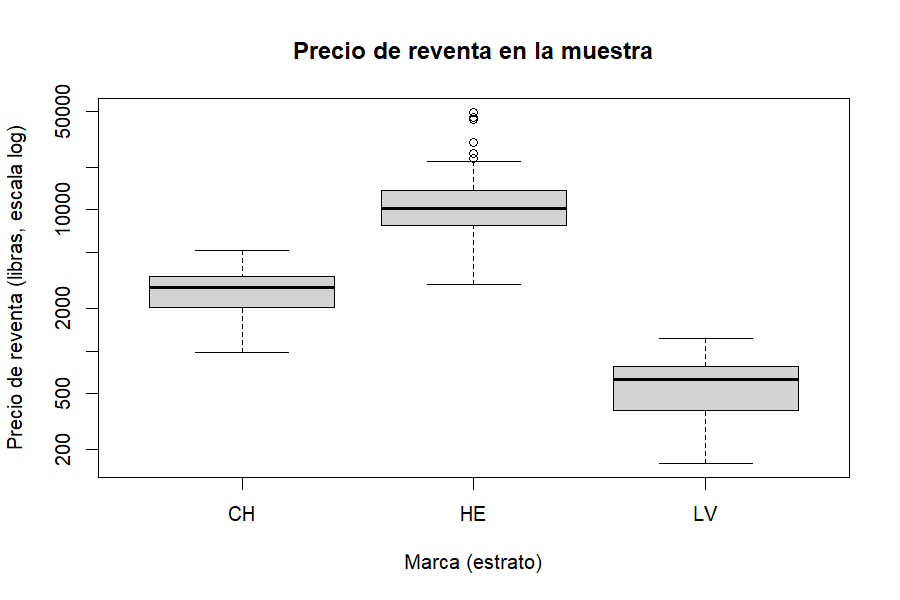 Precio de reventa en la muestra
Precio de reventa (libras, escala log)
50000
10000
2000
500
200
CH HE LV
Marca (estrato)